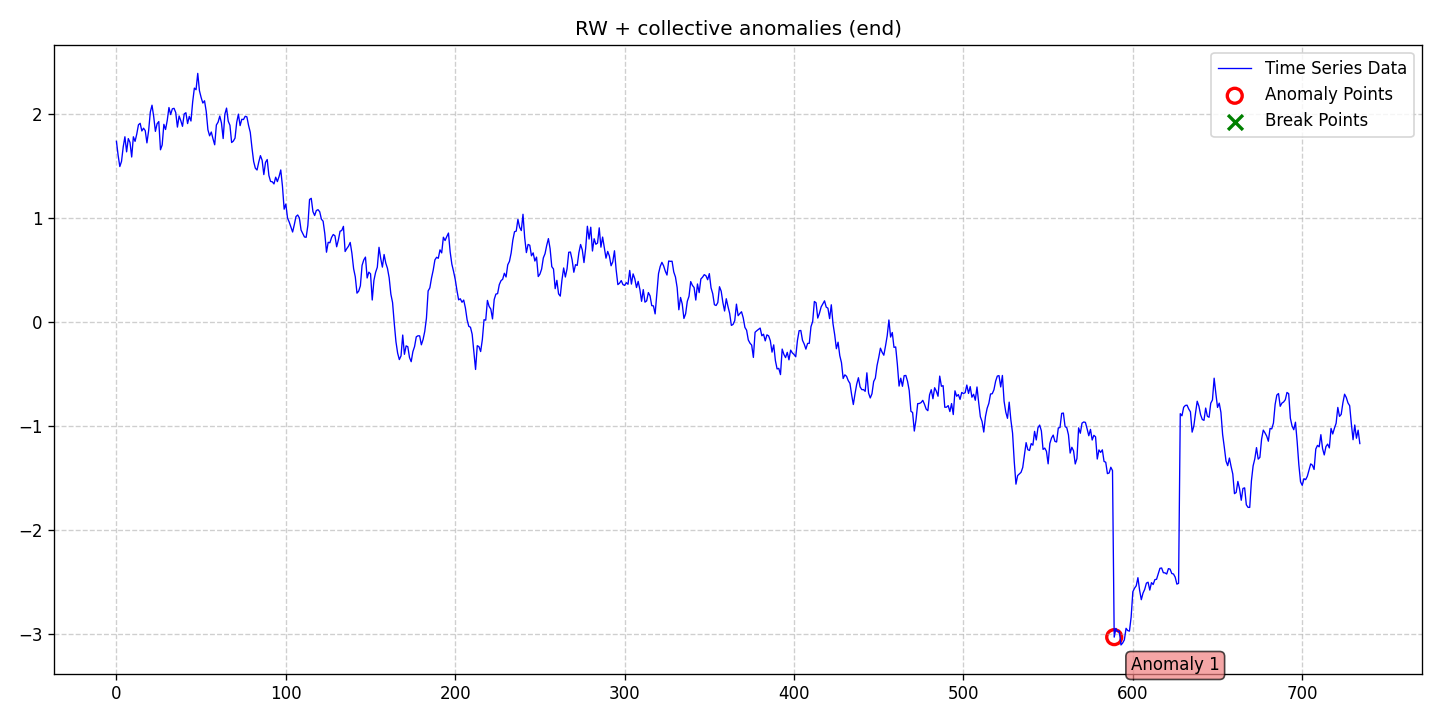 RW + collective anomalies (end)
Time Series Data
Anomaly Points
Break Points
2
1
0
−1
−2
−3
Anomaly 1
0 100 200 300 400 500 600 700